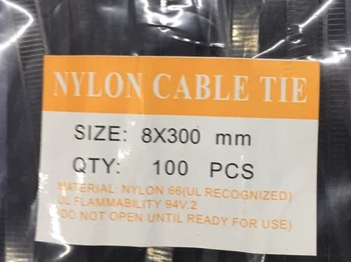 NYLON CABLE TIE
SIZE: 8X300 mm
QTY: 100 PCS
MATERIAL: NYLON 66(UL RECOGNIZED)
UL FLAMMABILITY 94V.2
(DO NOT OPEN UNTIL READY FOR USE)